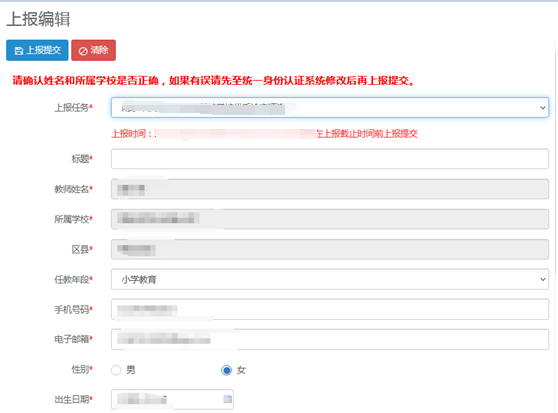 上报编辑
上报提交 清除
请确认姓名和所属学校是否正确，如果有误请先至统一身份认证系统修改后再上报提交。
上报任务*
上报时间： 在上报截止时间前上报提交
标题*
教师姓名*
所属学校*
区县*
任教年段* 小学教育
手机号码*
电子邮箱*
性别* 男 女
出生日期*